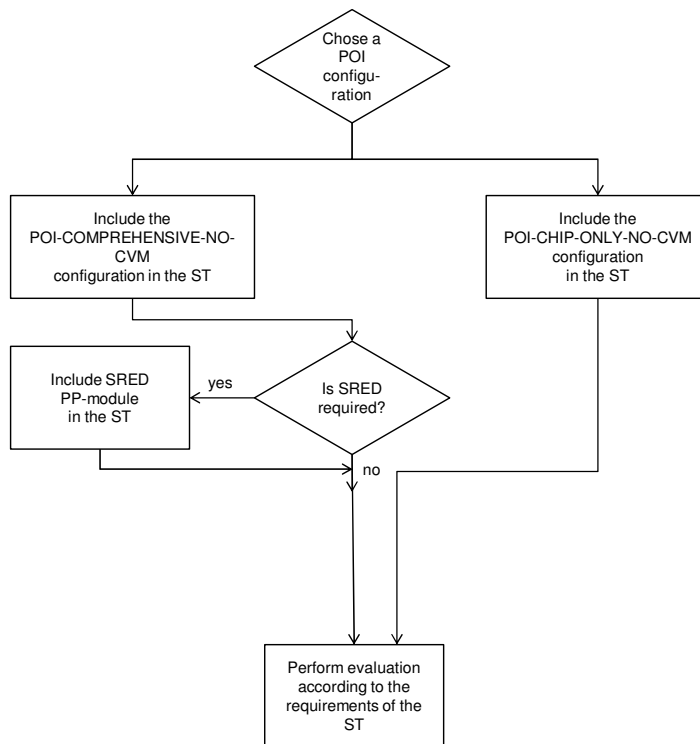 Chose a
POI
configu-
ration
Include the
POI-COMPREHENSIVE-NO-
CVM
configuration in the ST
Include the
POI-CHIP-ONLY-NO-CVM
configuration
in the ST
Include SRED
PP-module
in the ST
yes
Is SRED
required?
no
Perform evaluation
according to the
requirements of the
ST